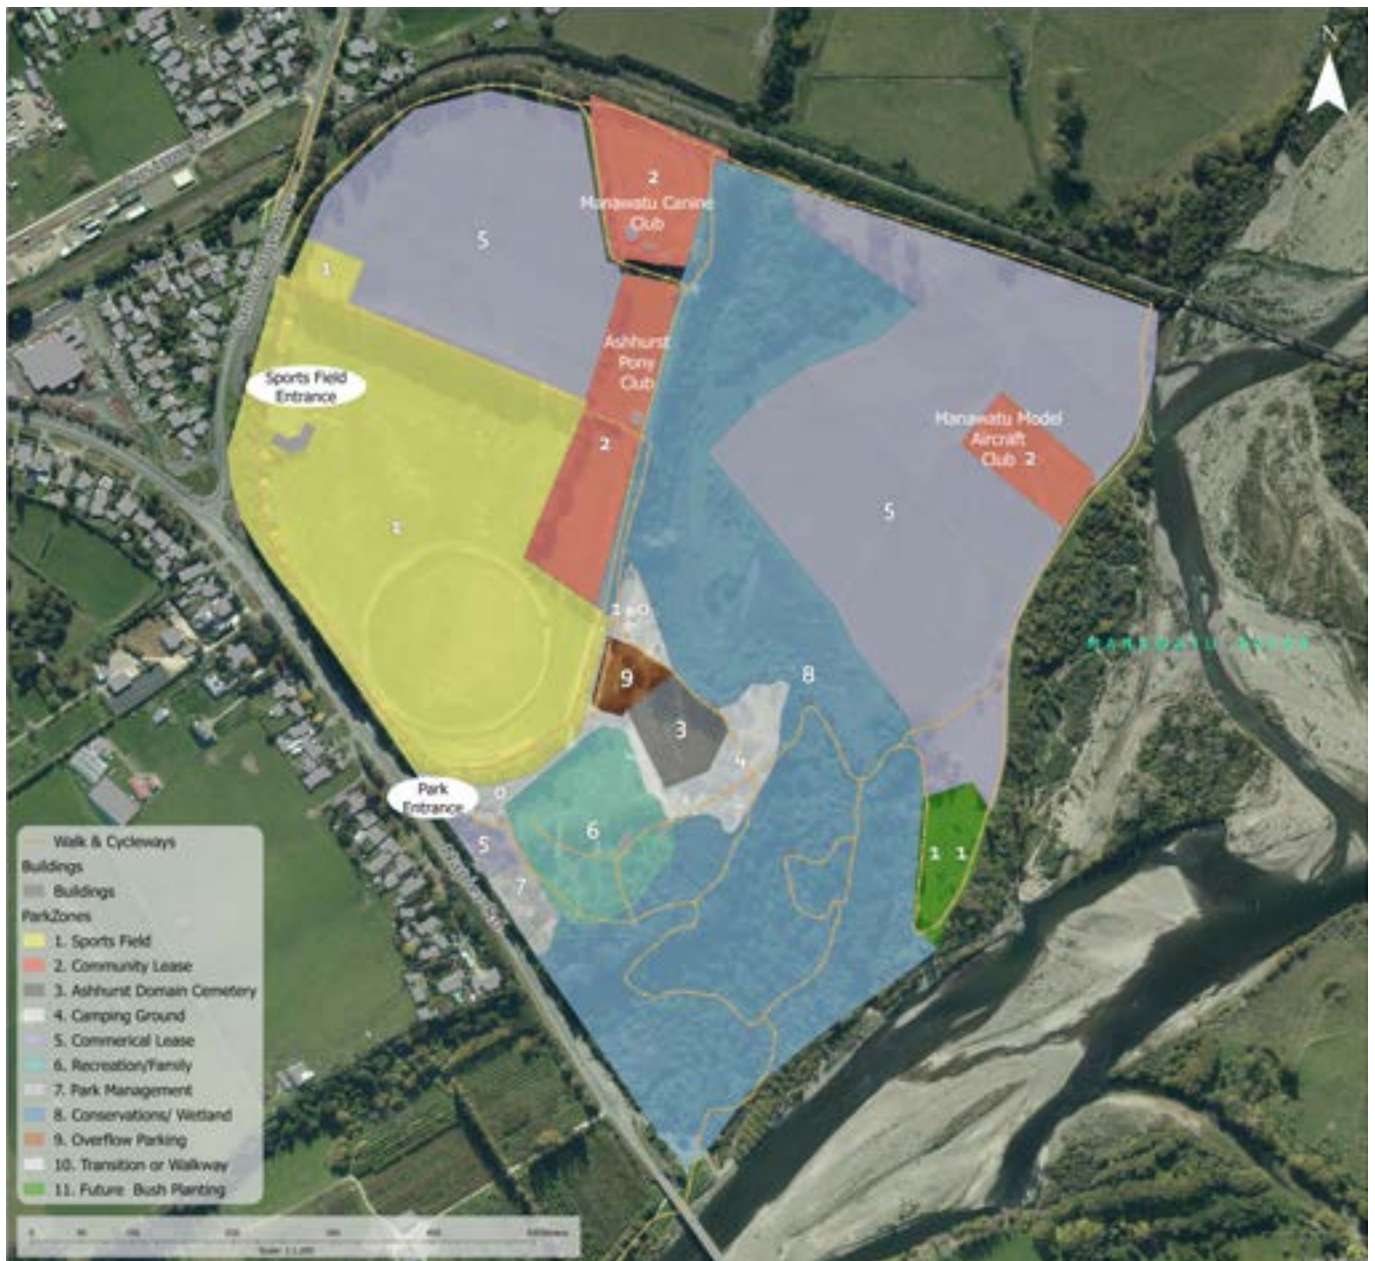 N
2
Manawatu Canine
Club
5
1
Ashhurst
Pony
Club
Sports Field
Entrance
2
Manawatu Model
Aircraft
Club 2
5
1
MANAWATU RIVER
9
8
3
4
Park
Entrance
6
5
7
1 1
Walk & Cycleways
Buildings
Buildings
ParkZones
1. Sports Field
2. Community Lease
3. Ashhurst Domain Cemetery
4. Camping Ground
5. Commerical Lease
6. Recreation/Family
7. Park Management
8. Conservations/ Wetland
9. Overflow Parking
10. Transition or Walkway
11. Future Bush Planting
0